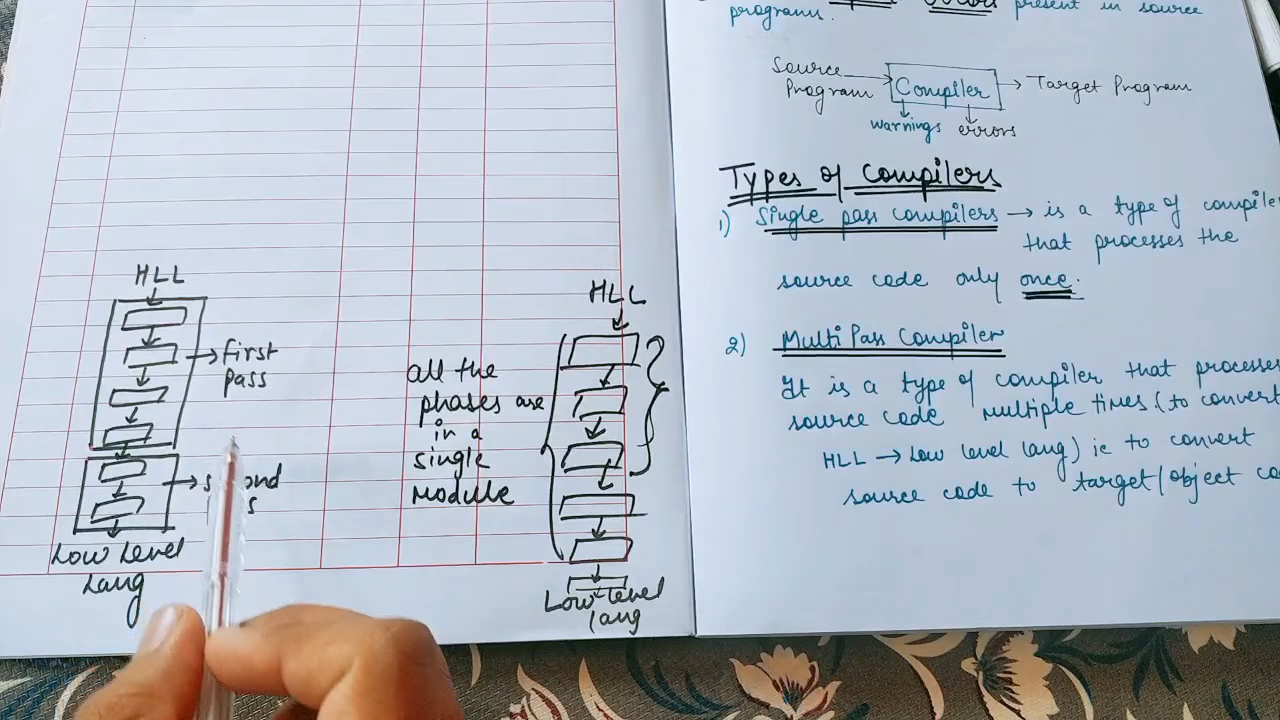 HLL
first
pass
Low Level
Lang
all the
phases are
in a
single
Module
HLL
Low Level
lang
programs. present in source
Source
Program
Compiler
Target Program
warnings
errors
Types of Compilers
1) Single pass compilers → is a type of compiler
that processes the
source code only once.
2) Multi Pass Compiler
It is a type of compiler that processes
source code multiple times (to convert
HLL → Low level lang) ie to convert
source code to target/object